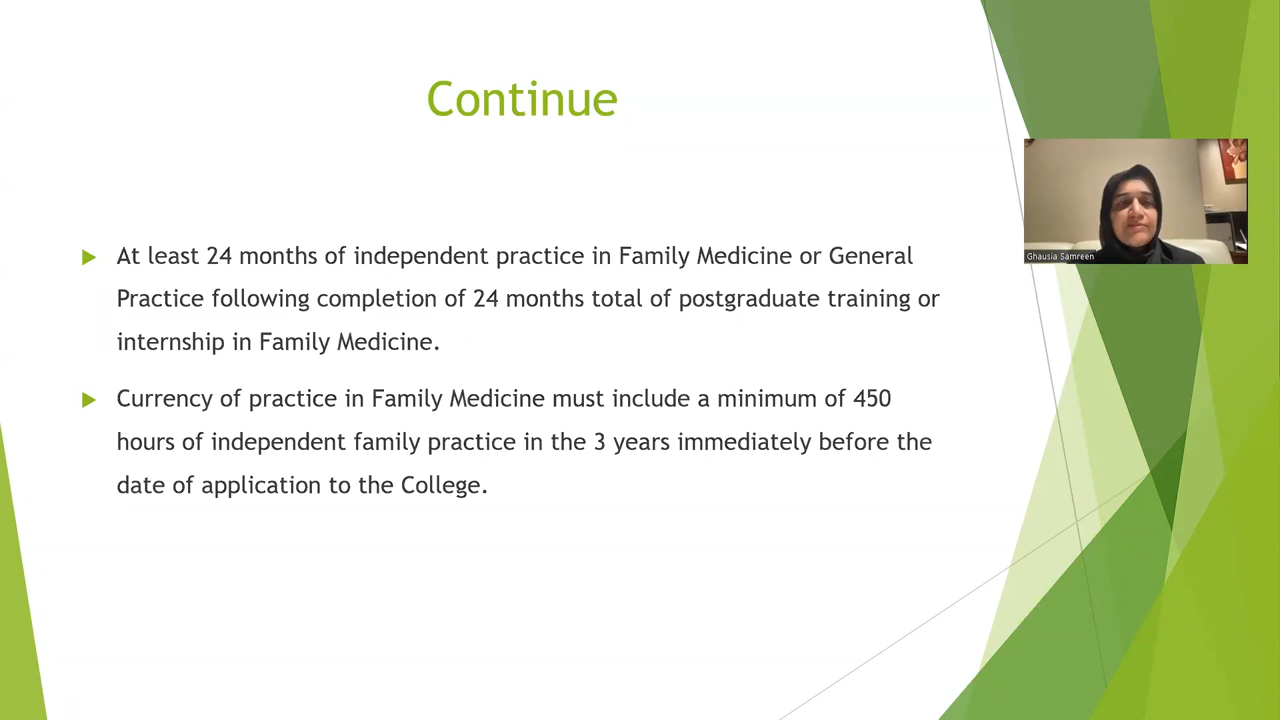 Continue
At least 24 months of independent practice in Family Medicine or General
Practice following completion of 24 months total of postgraduate training or
internship in Family Medicine.
Currency of practice in Family Medicine must include a minimum of 450
hours of independent family practice in the 3 years immediately before the
date of application to the College.
Ghausia Samreen